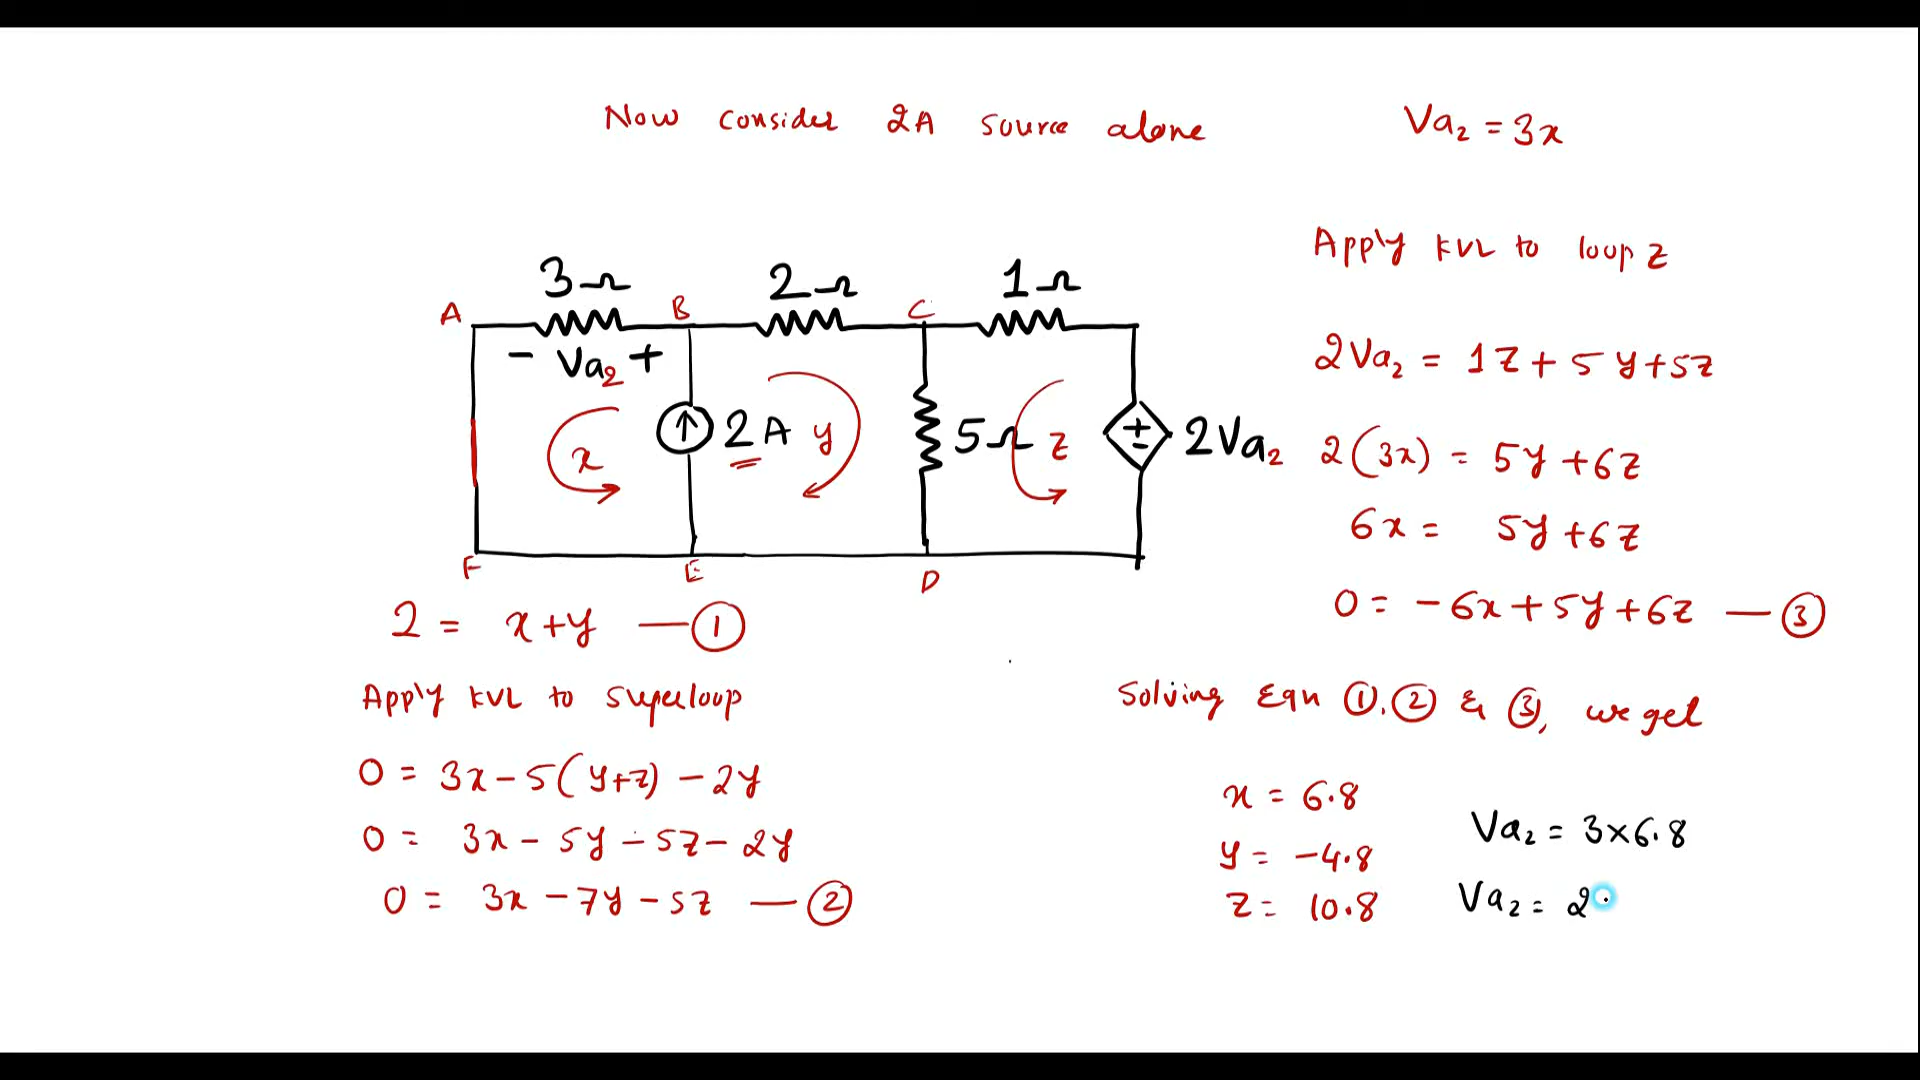 Now consider 2A source alone
Va2 = 3x
Apply KVL to loop z
3Ω 2Ω 1Ω
A B C
- Va2 +
2Va2 = 1z + 5y + 5z
x 2A y 5Ω z + - 2Va2
2(3x) = 5y + 6z
6x = 5y + 6z
F E D
0 = -6x + 5y + 6z — ③
2 = x + y — ①
Apply KVL to superloop
Solving Eqn ①, ② & ③, we get
0 = 3x - 5(y+z) - 2y
x = 6.8
Va2 = 3×6.8
0 = 3x - 5y - 5z - 2y
y = -4.8
0 = 3x - 7y - 5z — ②
z = 10.8
Va2 = 2